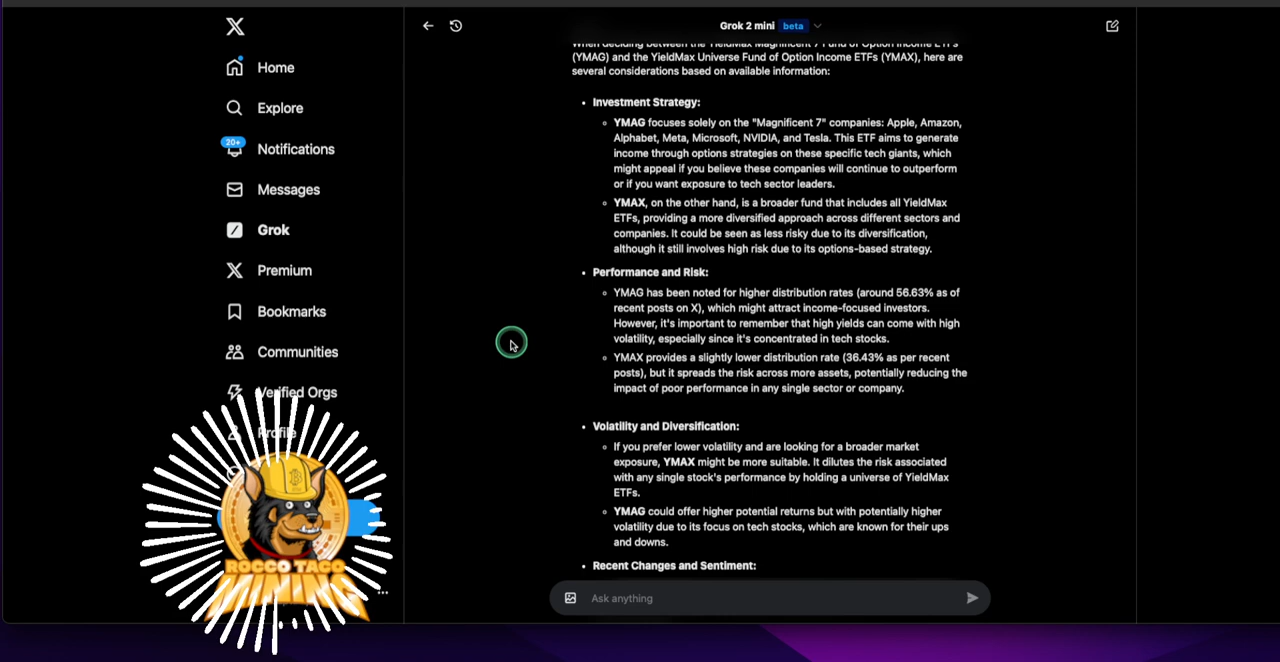 Home
Explore
20+
Notifications
Messages
Grok
Premium
Bookmarks
Communities
Verified Orgs
Profile
ROCCO TACO
MINING
Grok 2 mini beta
When deciding between the YieldMax Magnificent 7 Fund of Option Income ETFs
(YMAG) and the YieldMax Universe Fund of Option Income ETFs (YMAX), here are
several considerations based on available information:
• Investment Strategy:
◦ YMAG focuses solely on the "Magnificent 7" companies: Apple, Amazon,
Alphabet, Meta, Microsoft, NVIDIA, and Tesla. This ETF aims to generate
income through options strategies on these specific tech giants, which
might appeal if you believe these companies will continue to outperform
or if you want exposure to tech sector leaders.
◦ YMAX, on the other hand, is a broader fund that includes all YieldMax
ETFs, providing a more diversified approach across different sectors and
companies. It could be seen as less risky due to its diversification,
although it still involves high risk due to its options-based strategy.
• Performance and Risk:
◦ YMAG has been noted for higher distribution rates (around 56.63% as of
recent posts on X), which might attract income-focused investors.
However, it's important to remember that high yields can come with high
volatility, especially since it's concentrated in tech stocks.
◦ YMAX provides a slightly lower distribution rate (36.43% as per recent
posts), but it spreads the risk across more assets, potentially reducing the
impact of poor performance in any single sector or company.
• Volatility and Diversification:
◦ If you prefer lower volatility and are looking for a broader market
exposure, YMAX might be more suitable. It dilutes the risk associated
with any single stock's performance by holding a universe of YieldMax
ETFs.
◦ YMAG could offer higher potential returns but with potentially higher
volatility due to its focus on tech stocks, which are known for their ups
and downs.
• Recent Changes and Sentiment:
Ask anything